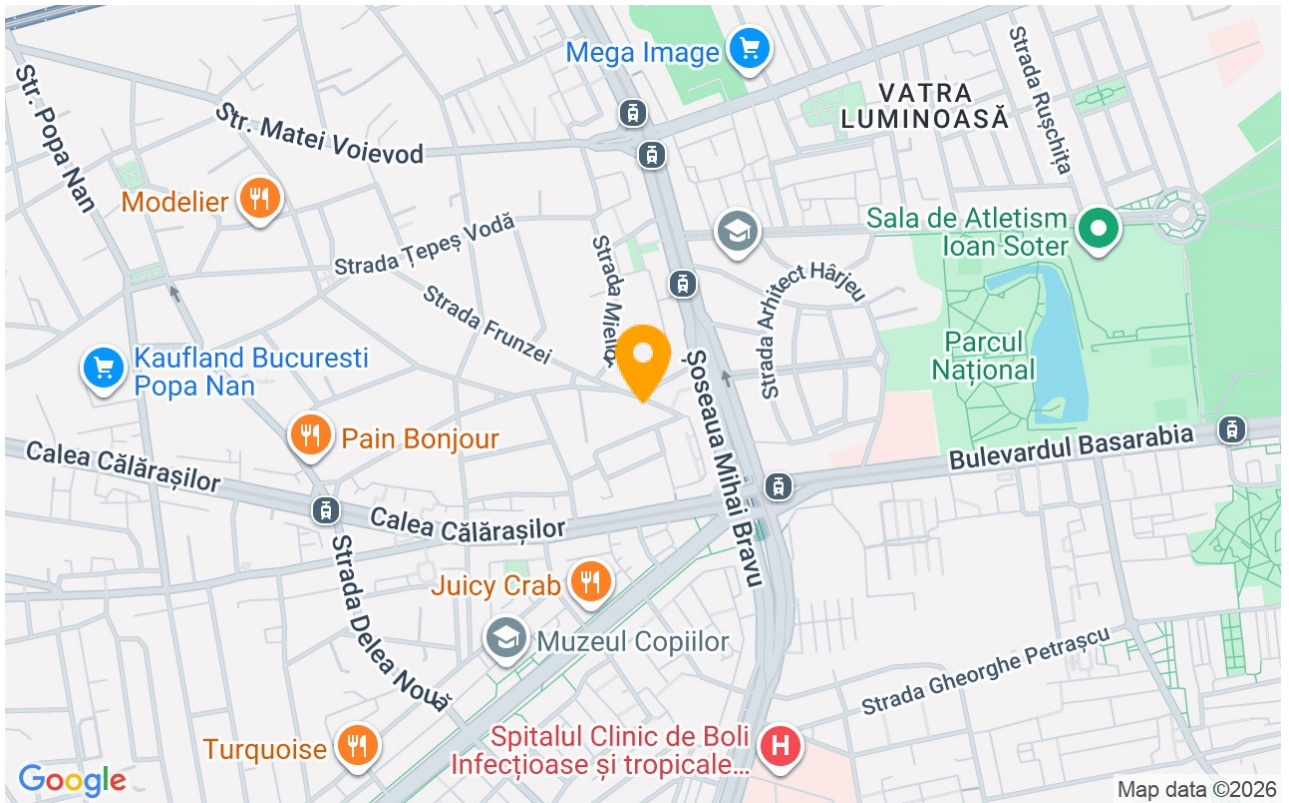 Mega Image
VATRA
LUMINOASĂ
Strada Rușchița
Str. Popa Nan
Str. Matei Voievod
Modelier
Strada Țepeș Vodă
Strada Mieilor
Sala de Atletism
Ioan Soter
Strada Arhitect Hârjeu
Strada Frunzei
Parcul
Național
Kaufland Bucuresti
Popa Nan
Șoseaua Mihai Bravu
Pain Bonjour
Bulevardul Basarabia
Calea Călărașilor
Calea Călărașilor
Strada Delea Nouă
Juicy Crab
Muzeul Copiilor
Strada Gheorghe Petrașcu
Turquoise
Spitalul Clinic de Boli
Infecțioase și tropicale...
H
Google
Map data ©2026